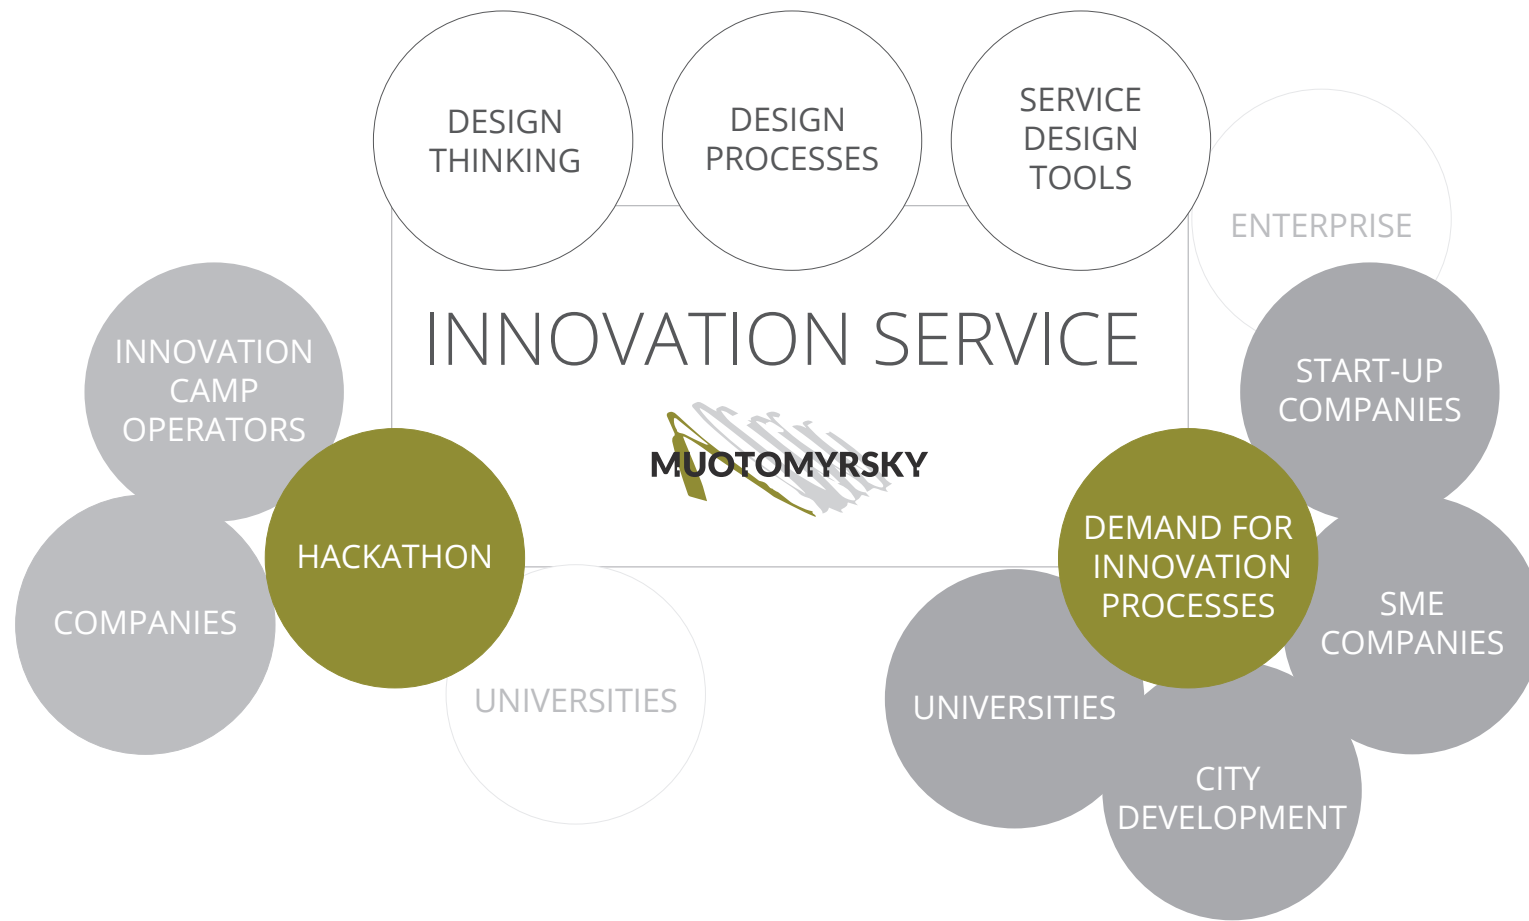 DESIGN
THINKING
DESIGN
PROCESSES
SERVICE
DESIGN
TOOLS
ENTERPRISE
INNOVATION SERVICE
MUOTOMYRSKY
INNOVATION
CAMP
OPERATORS
START-UP
COMPANIES
HACKATHON
DEMAND FOR
INNOVATION
PROCESSES
COMPANIES
SME
COMPANIES
UNIVERSITIES
UNIVERSITIES
CITY
DEVELOPMENT